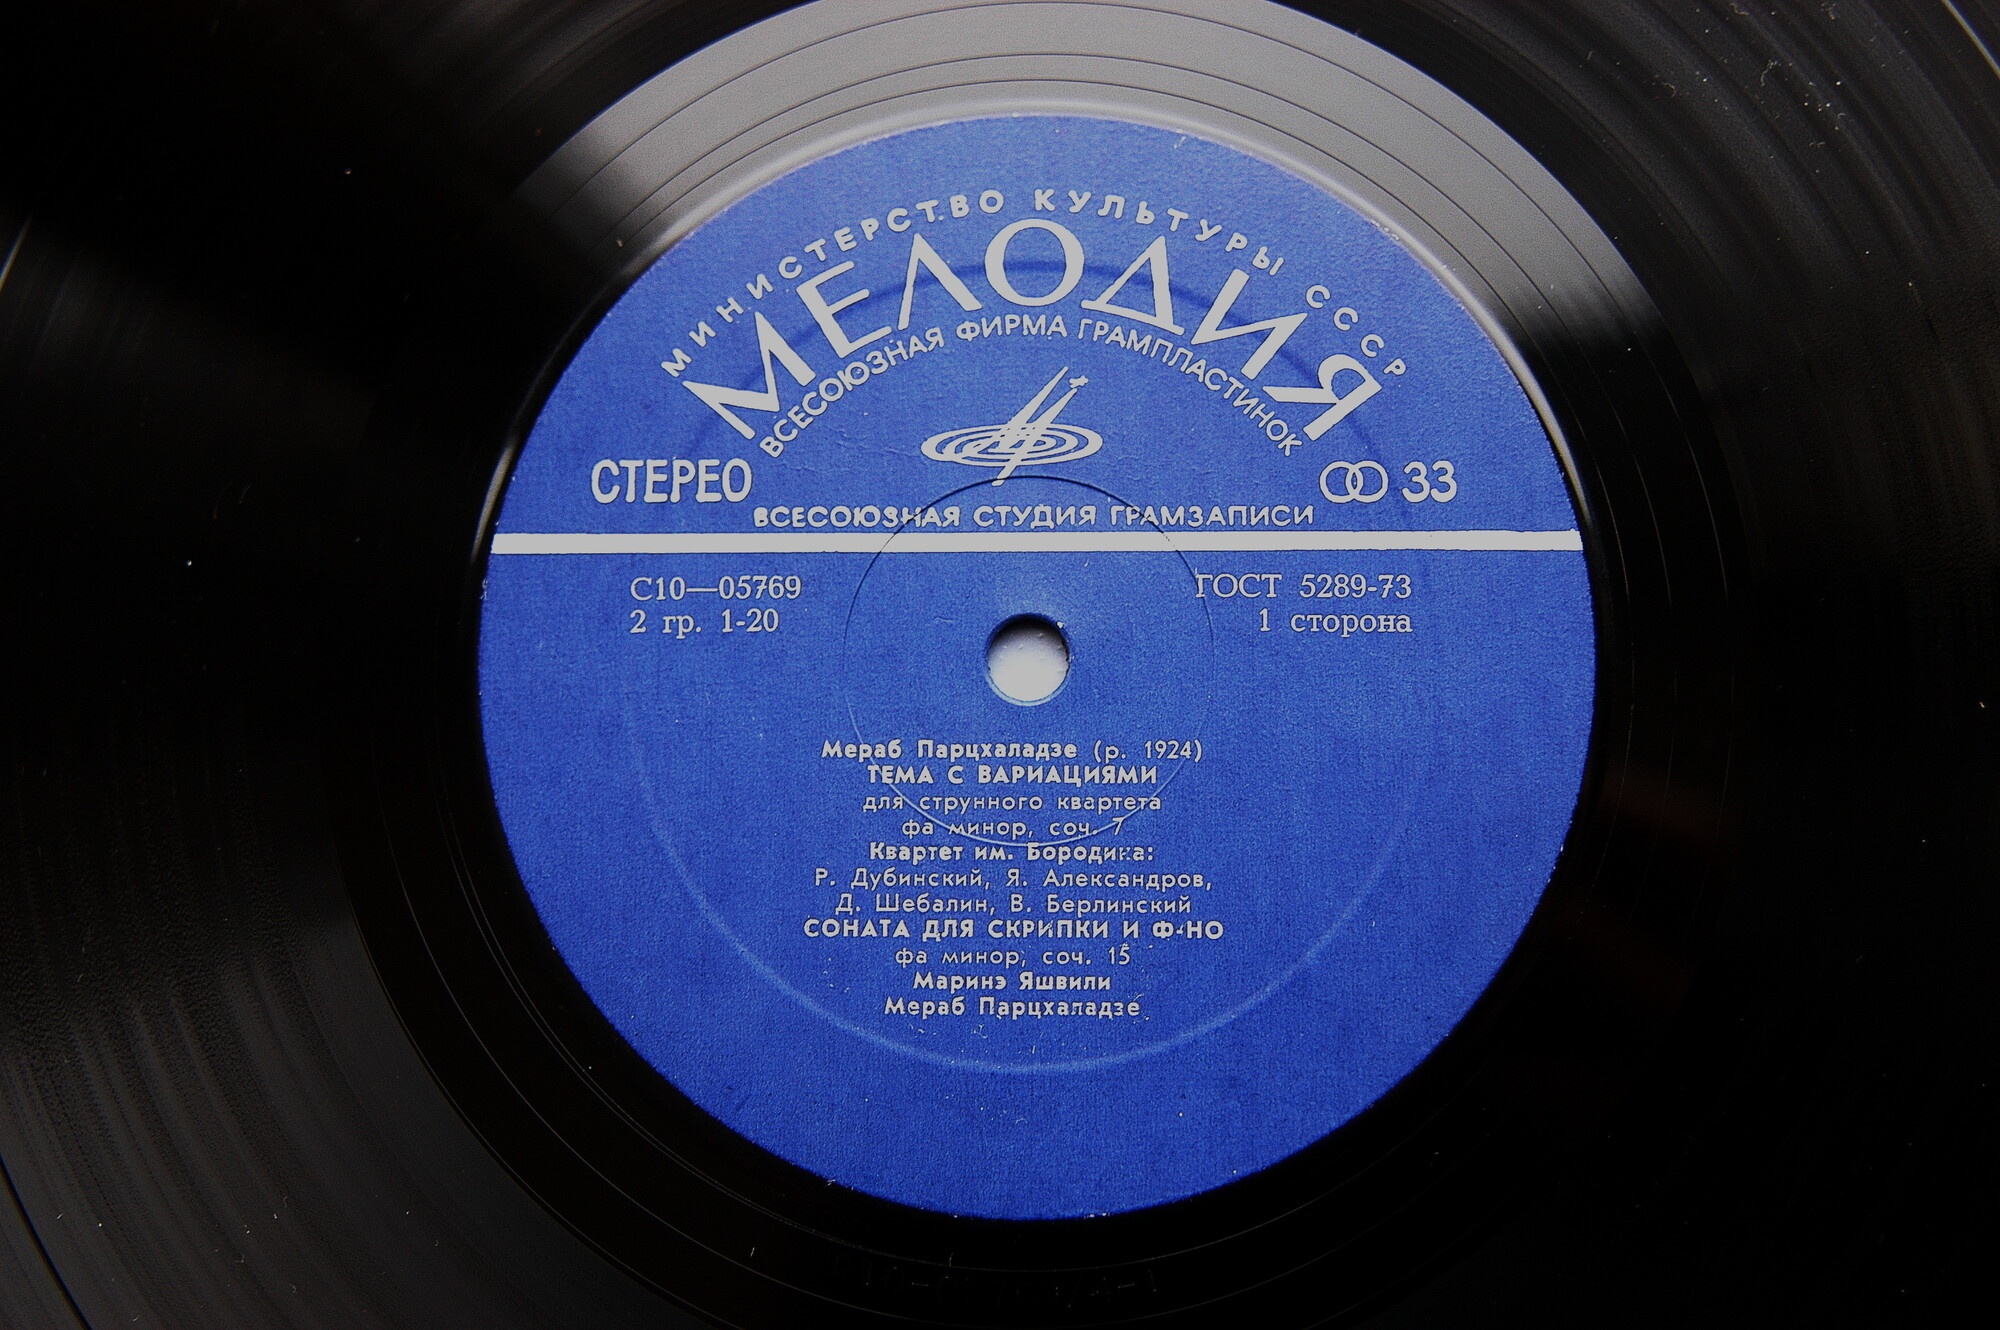 МИНИСТЕРСТВО КУЛЬТУРЫ СССР
МЕЛОДИЯ
ВСЕСОЮЗНАЯ ФИРМА ГРАМПЛАСТИНОК
СТЕРЕО
33
ВСЕСОЮЗНАЯ СТУДИЯ ГРАМЗАПИСИ
С10—05769
ГОСТ 5289-73
2 гр. 1-20
1 сторона
Мераб Парцхаладзе (р. 1924)
ТЕМА С ВАРИАЦИЯМИ
для струнного квартета
фа минор, соч. 7
Квартет им. Бородина:
Р. Дубинский, Я. Александров,
Д. Шебалин, В. Берлинский
СОНАТА ДЛЯ СКРИПКИ И Ф-НО
фа минор, соч. 15
Маринэ Яшвили
Мераб Парцхаладзе